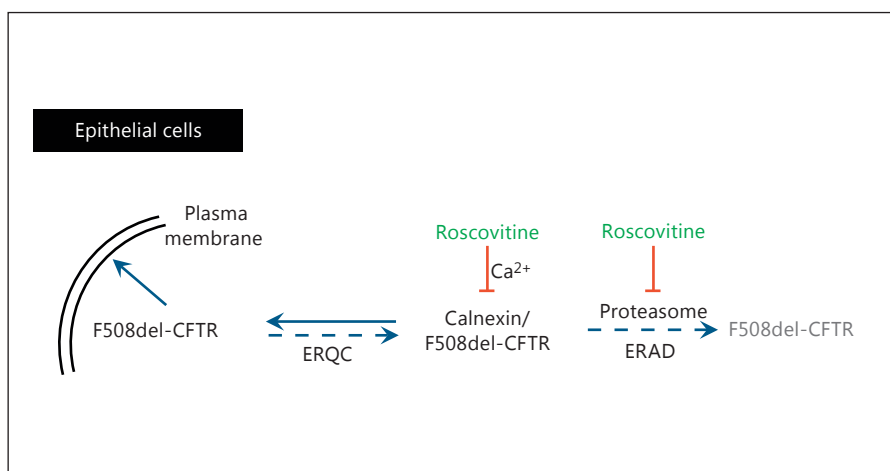 Epithelial cells
Plasma
membrane
F508del-CFTR
ERQC
Roscovitine
Ca²⁺
Calnexin/
F508del-CFTR
Roscovitine
Proteasome
ERAD
F508del-CFTR